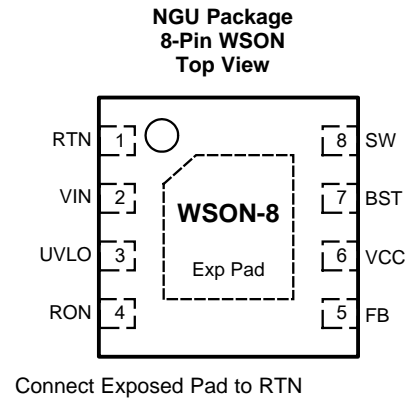 NGU Package
8-Pin WSON
Top View
RTN 1 8 SW
VIN 2 7 BST
WSON-8
UVLO 3 6 VCC
Exp Pad
RON 4 5 FB
Connect Exposed Pad to RTN